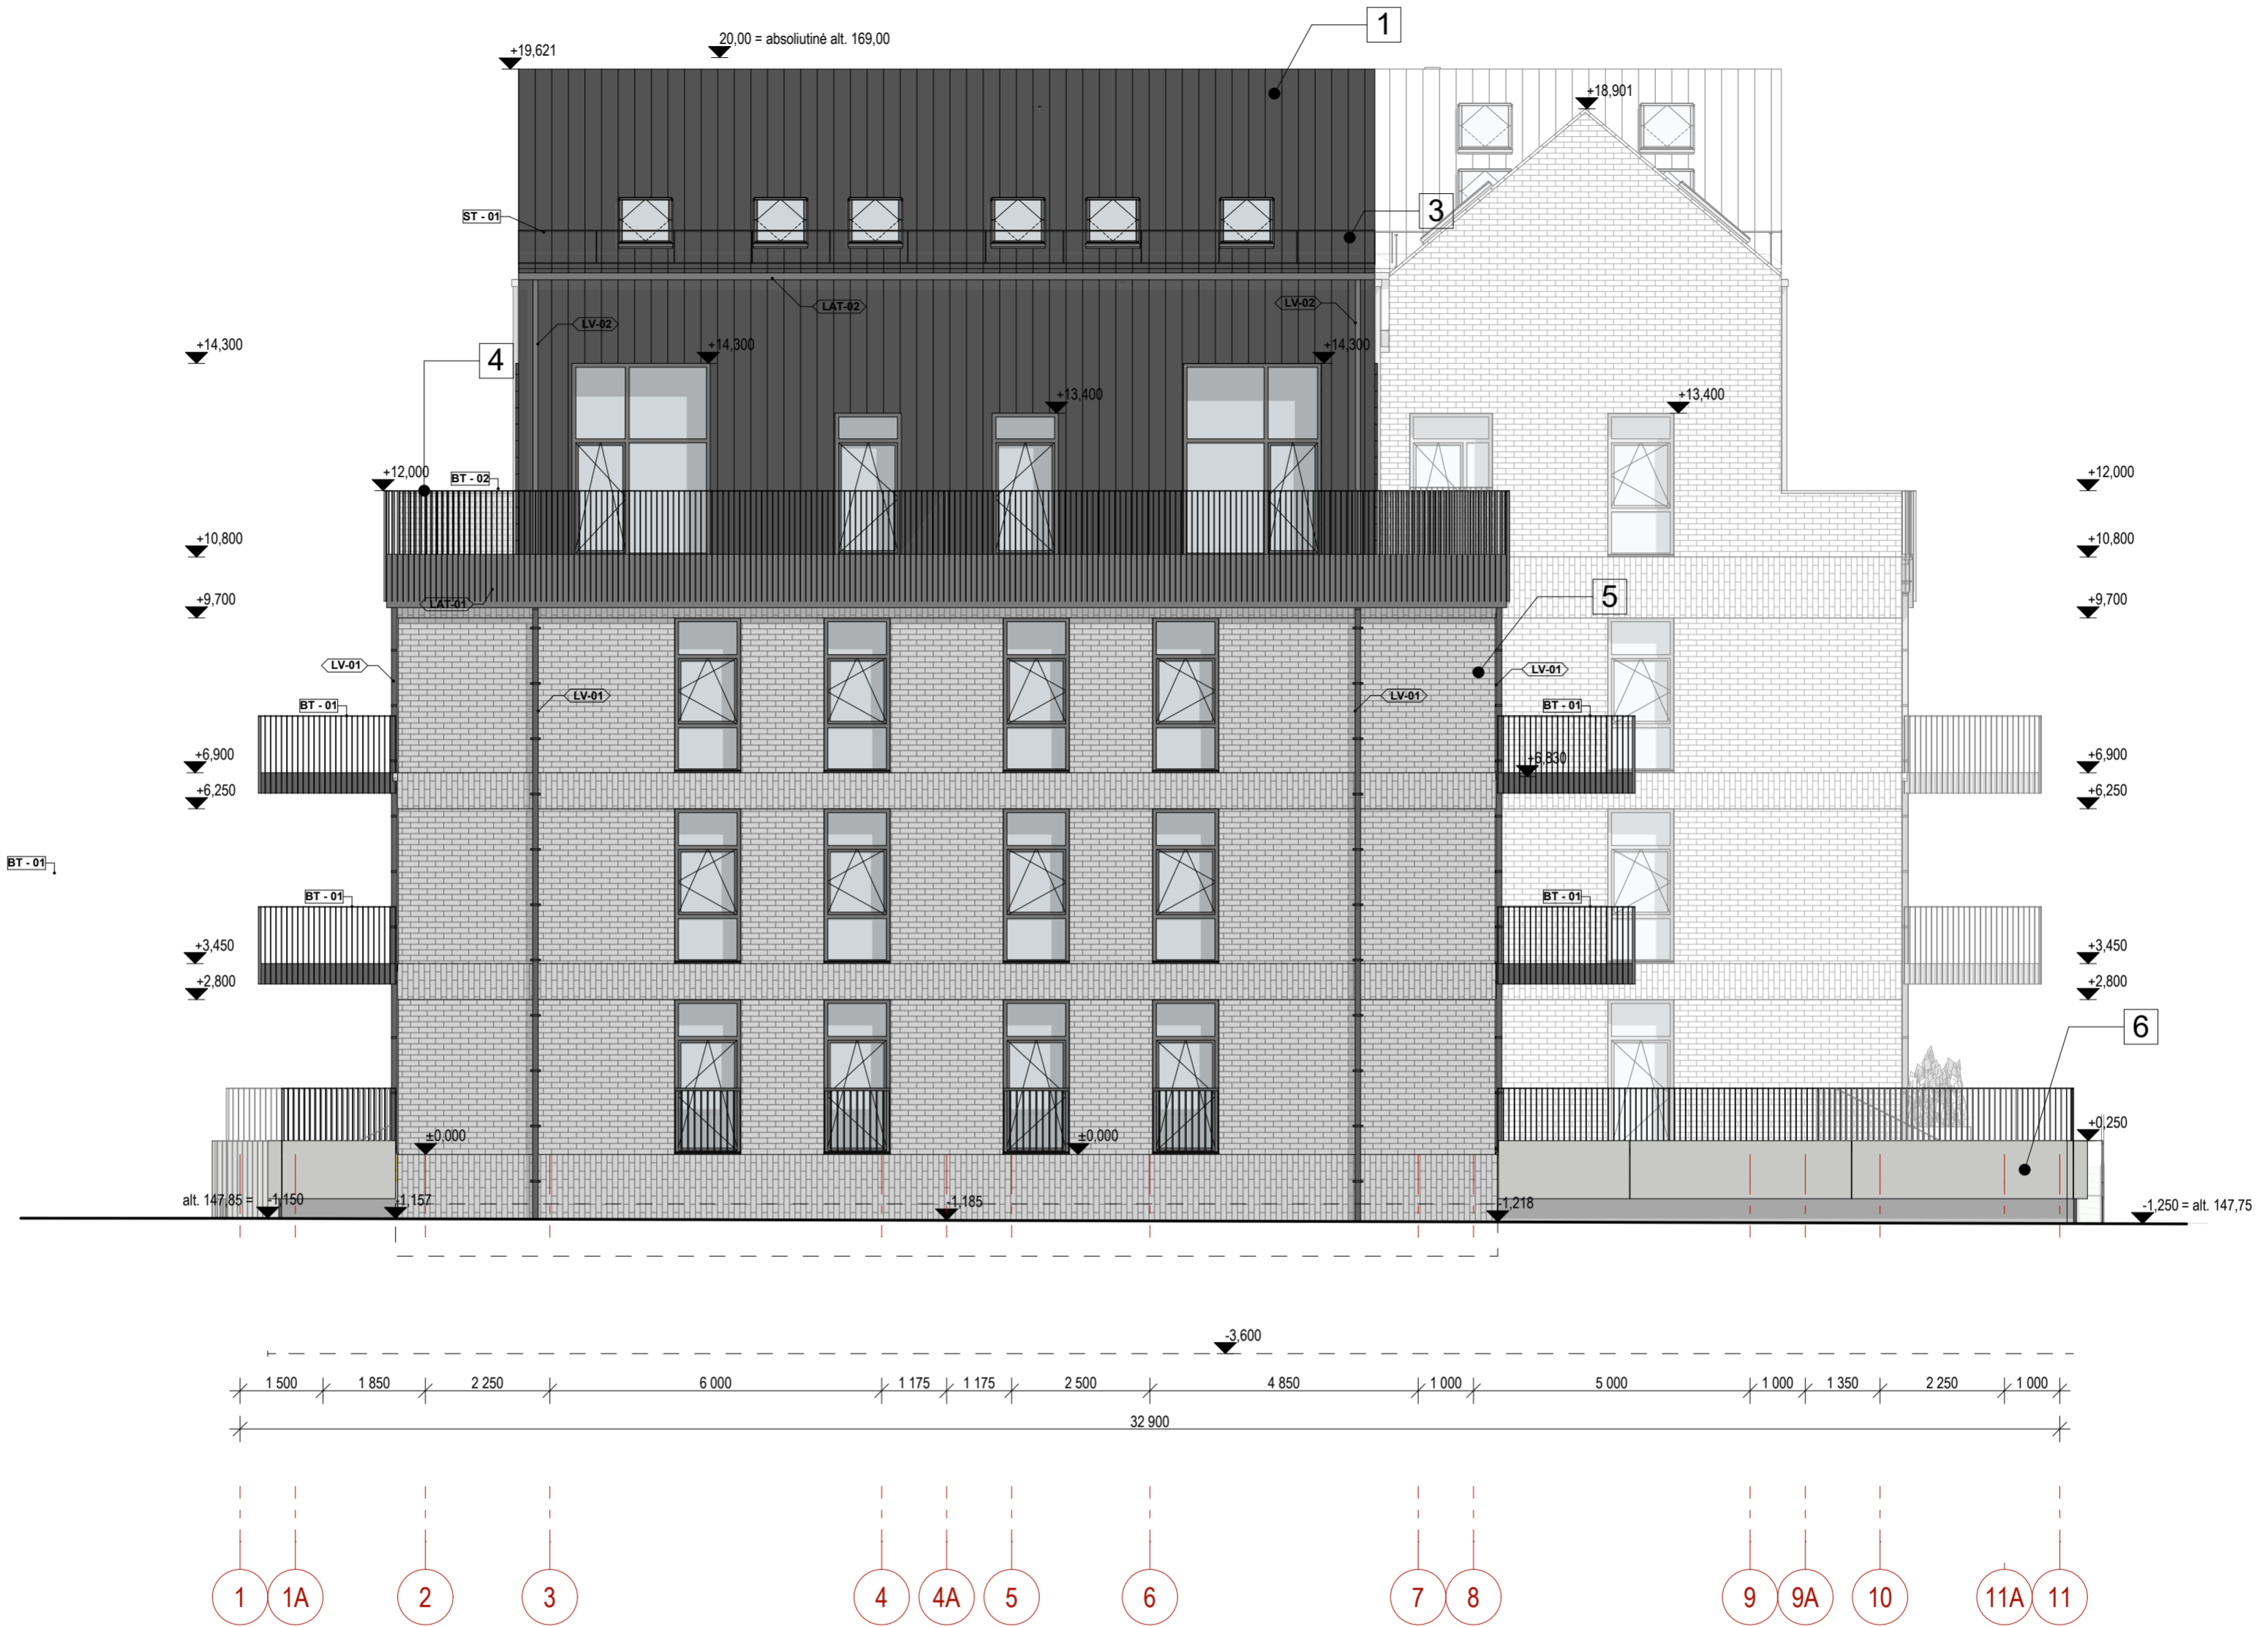 1
20,00 = absoliutinė alt. 169,00
+19,621
+18,901
3
ST - 01
LAT-02
LV-02
LV-02
+14,300
4
+14,300
+14,300
+13,400
+13,400
+12,000
BT - 02
+12,000
+10,800
+10,800
+9,700
LAT-01
5
+9,700
LV-01
LV-01
LV-01
LV-01
BT - 01
BT - 01
+6,900
+6,830
+6,900
+6,250
+6,250
BT - 01
BT - 01
BT - 01
+3,450
+3,450
+2,800
+2,800
6
±0,000
±0,000
+0,250
alt. 147,85 = -1,150
-1,157
-1,185
-1,218
-1,250 = alt. 147,75
-3,600
1 500 1 850 2 250 6 000 1 175 1 175 2 500 4 850 1 000 5 000 1 000 1 350 2 250 1 000
32 900
1 1A 2 3 4 4A 5 6 7 8 9 9A 10 11A 11